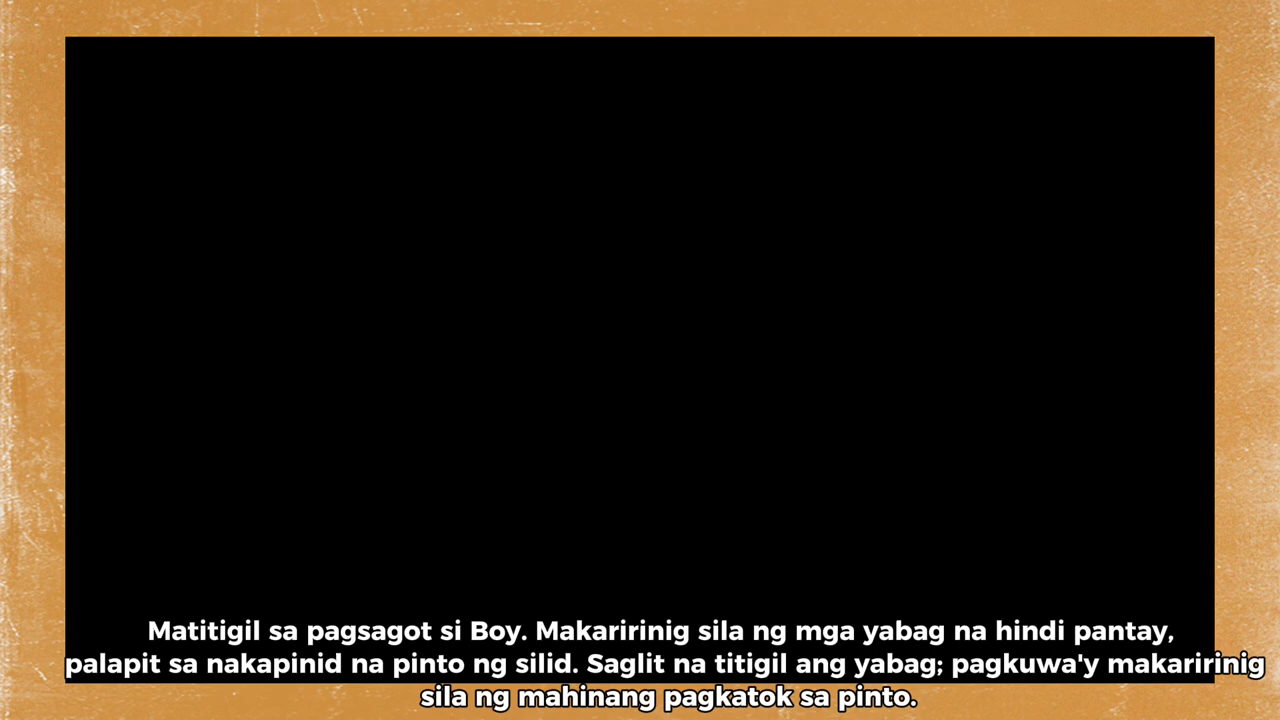 Matitigil sa pagsagot si Boy. Makaririnig sila ng mga yabag na hindi pantay,
palapit sa nakapinid na pinto ng silid. Saglit na titigil ang yabag; pagkuwa'y makaririnig
sila ng mahinang pagkatok sa pinto.